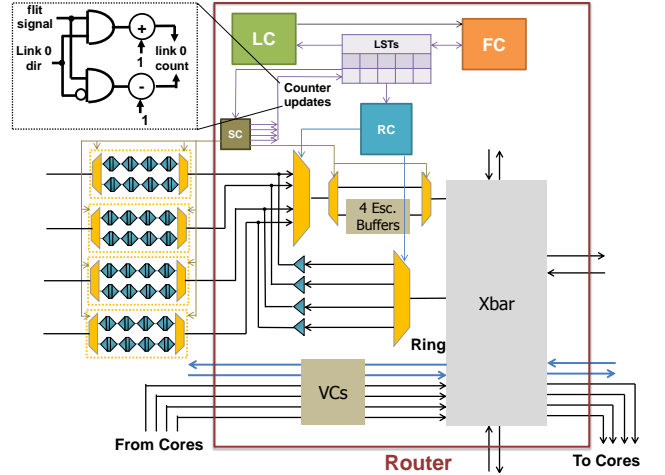 flit
signal
Link 0
dir
+
1
link 0
count
-
1
Counter
updates
LC
LSTs
FC
SC
RC
4 Esc.
Buffers
Xbar
Ring
VCs
From Cores
Router
To Cores